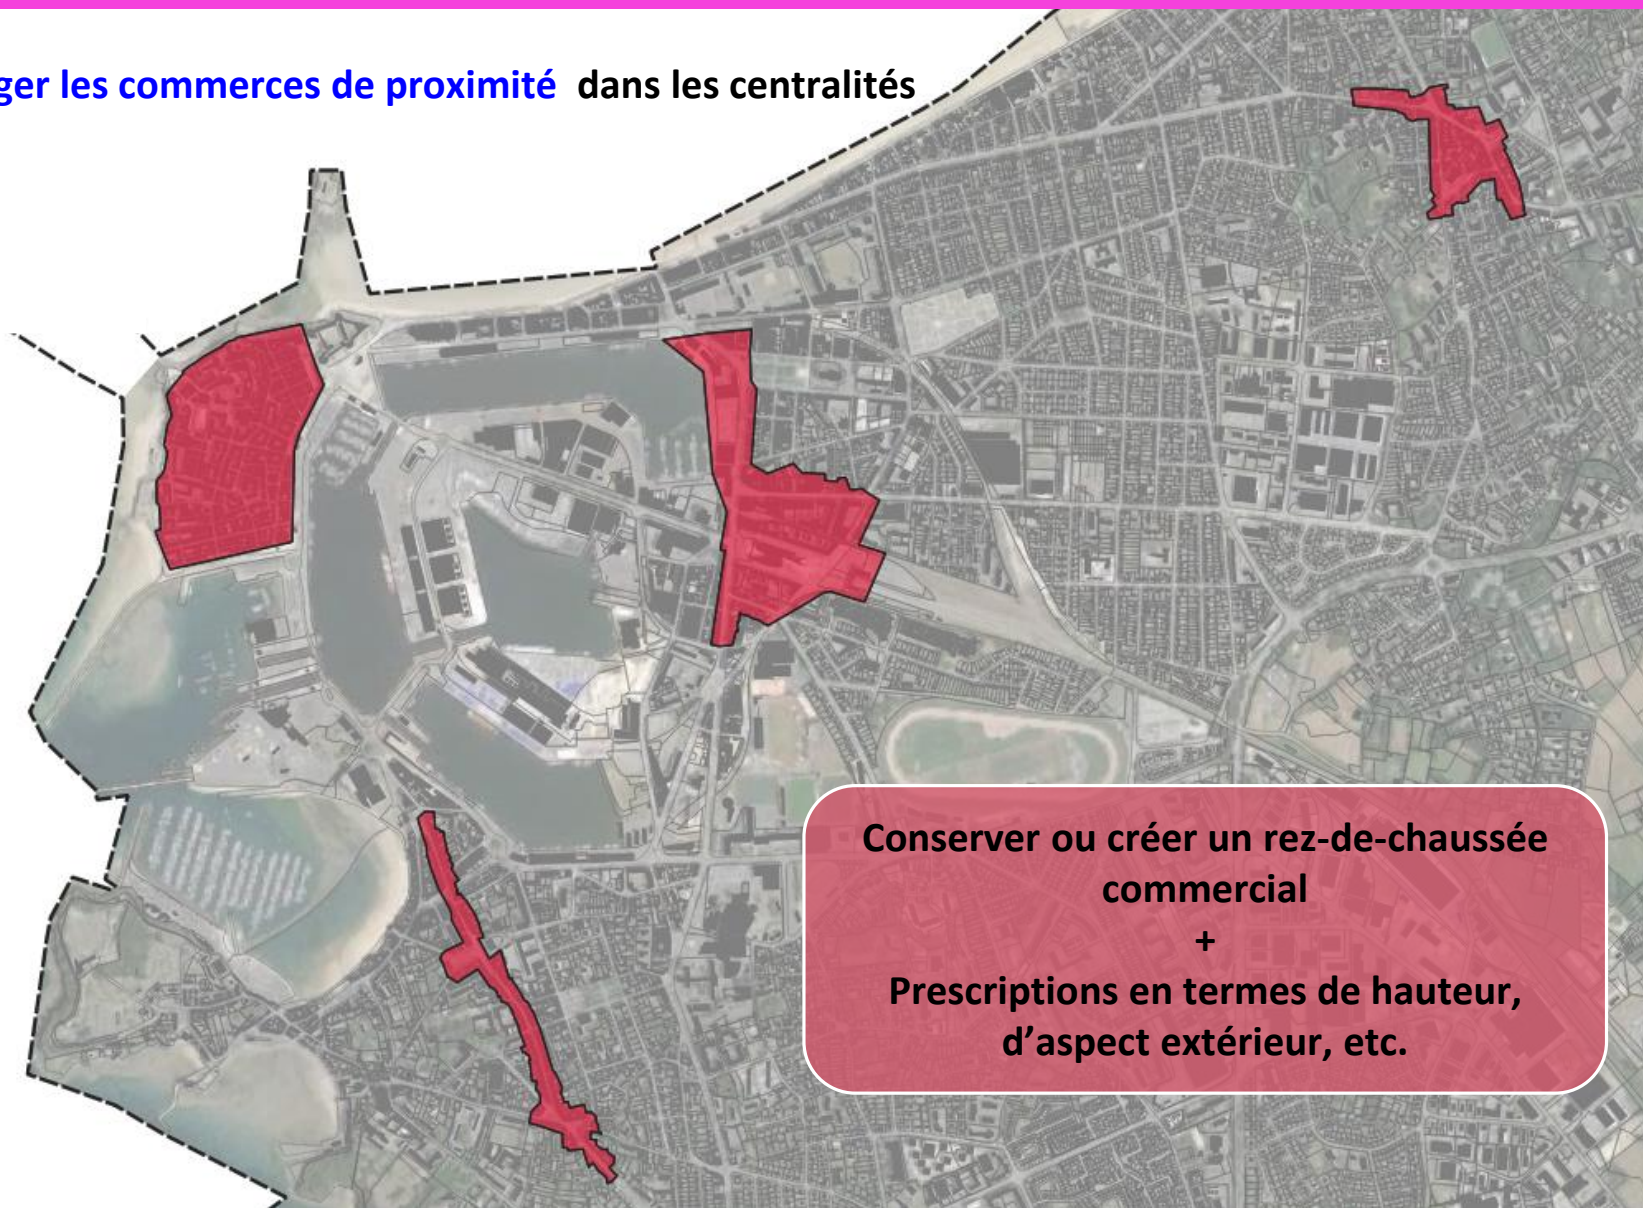 ger les commerces de proximité dans les centralités
Conserver ou créer un rez-de-chaussée
commercial
+
Prescriptions en termes de hauteur,
d’aspect extérieur, etc.